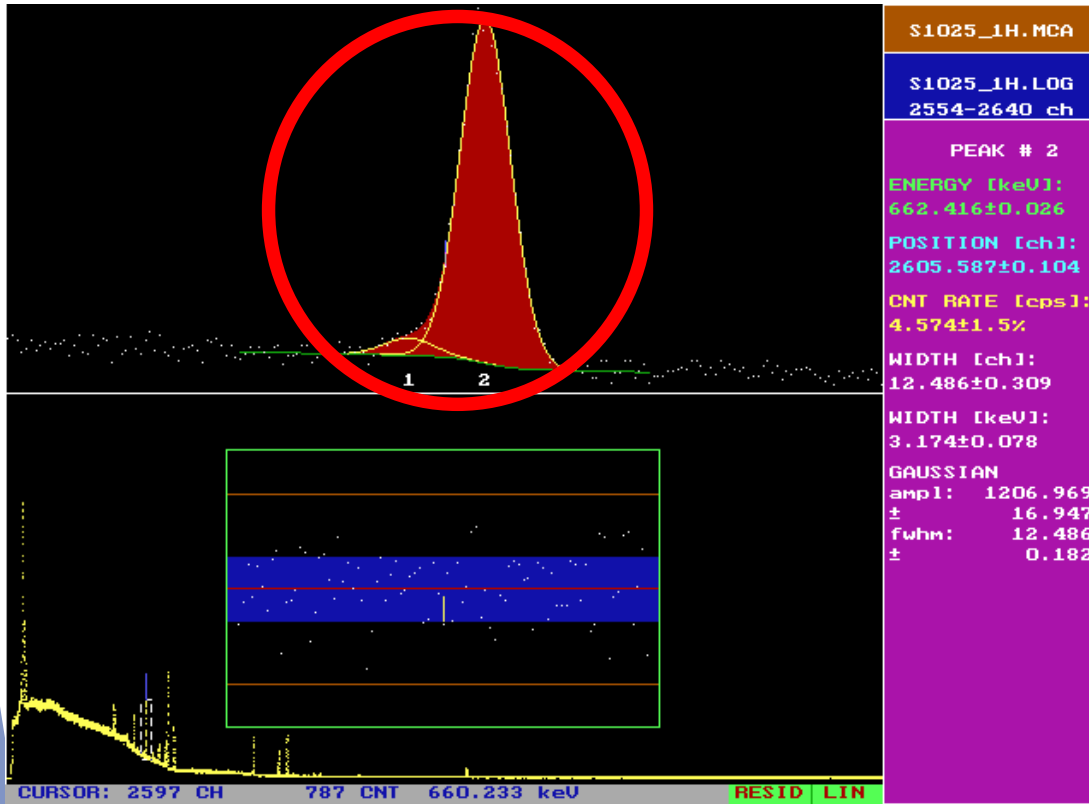 S1025_1H.MCA
S1025_1H.LOG
2554-2640 ch
PEAK # 2
ENERGY [keV]:
662.416±0.026
POSITION [ch]:
2605.587±0.104
CNT RATE [cps]:
4.574±1.5%
WIDTH [ch]:
12.486±0.309
WIDTH [keV]:
3.174±0.078
GAUSSIAN
ampl: 1206.969
± 16.947
fwhm: 12.486
± 0.182
1 2
CURSOR: 2597 CH 787 CNT 660.233 keV RESID LIN